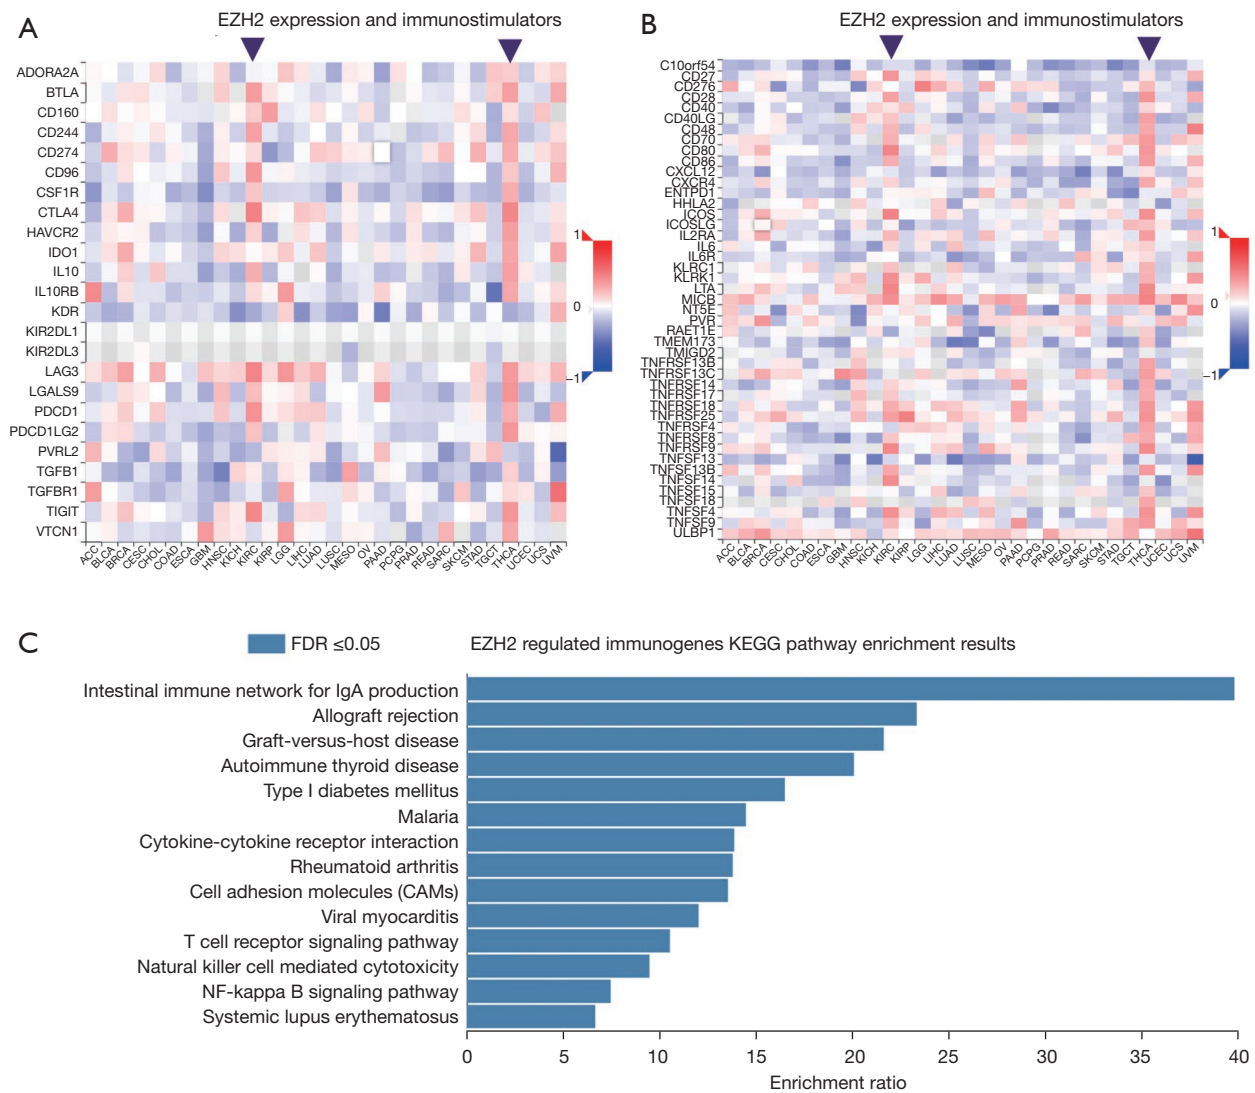 A
EZH2 expression and immunostimulators
ADORA2A
BTLA
CD160
CD244
CD274
CD96
CSF1R
CTLA4
HAVCR2
IDO1
IL10
IL10RB
KDR
KIR2DL1
KIR2DL3
LAG3
LGALS9
PDCD1
PDCD1LG2
PVRL2
TGFB1
TGFBR1
TIGIT
VTCN1
ACC BLCA BRCA CESC CHOL COAD ESCA GBM HNSC KICH KIRC KIRP LGG LIHC LUAD LUSC MESO OV PAAD PCPG PRAD READ SARC SKCM STAD TGCT THCA UCEC UCS UVM
1
0
−1
B
EZH2 expression and immunostimulators
C10orf54
CD27
CD276
CD28
CD40
CD40LG
CD48
CD70
CD80
CD86
CXCL12
CXCR4
ENTPD1
HHLA2
ICOS
ICOSLG
IL2RA
IL6
IL6R
KLRC1
KLRK1
LTA
MICB
NT5E
PVR
RAET1E
TMEM173
TMIGD2
TNFRSF13B
TNFRSF13C
TNFRSF14
TNFRSF17
TNFRSF18
TNFRSF25
TNFRSF4
TNFRSF8
TNFRSF9
TNFSF13
TNFSF13B
TNFSF14
TNFSF15
TNFSF18
TNFSF4
TNFSF9
ULBP1
ACC BLCA BRCA CESC CHOL COAD ESCA GBM HNSC KICH KIRC KIRP LGG LIHC LUAD LUSC MESO OV PAAD PCPG PRAD READ SARC SKCM STAD TGCT THCA UCEC UCS UVM
1
0
−1
C
FDR ≤0.05
EZH2 regulated immunogenes KEGG pathway enrichment results
Intestinal immune network for IgA production
Allograft rejection
Graft-versus-host disease
Autoimmune thyroid disease
Type I diabetes mellitus
Malaria
Cytokine-cytokine receptor interaction
Rheumatoid arthritis
Cell adhesion molecules (CAMs)
Viral myocarditis
T cell receptor signaling pathway
Natural killer cell mediated cytotoxicity
NF-kappa B signaling pathway
Systemic lupus erythematosus
0 5 10 15 20 25 30 35 40
Enrichment ratio